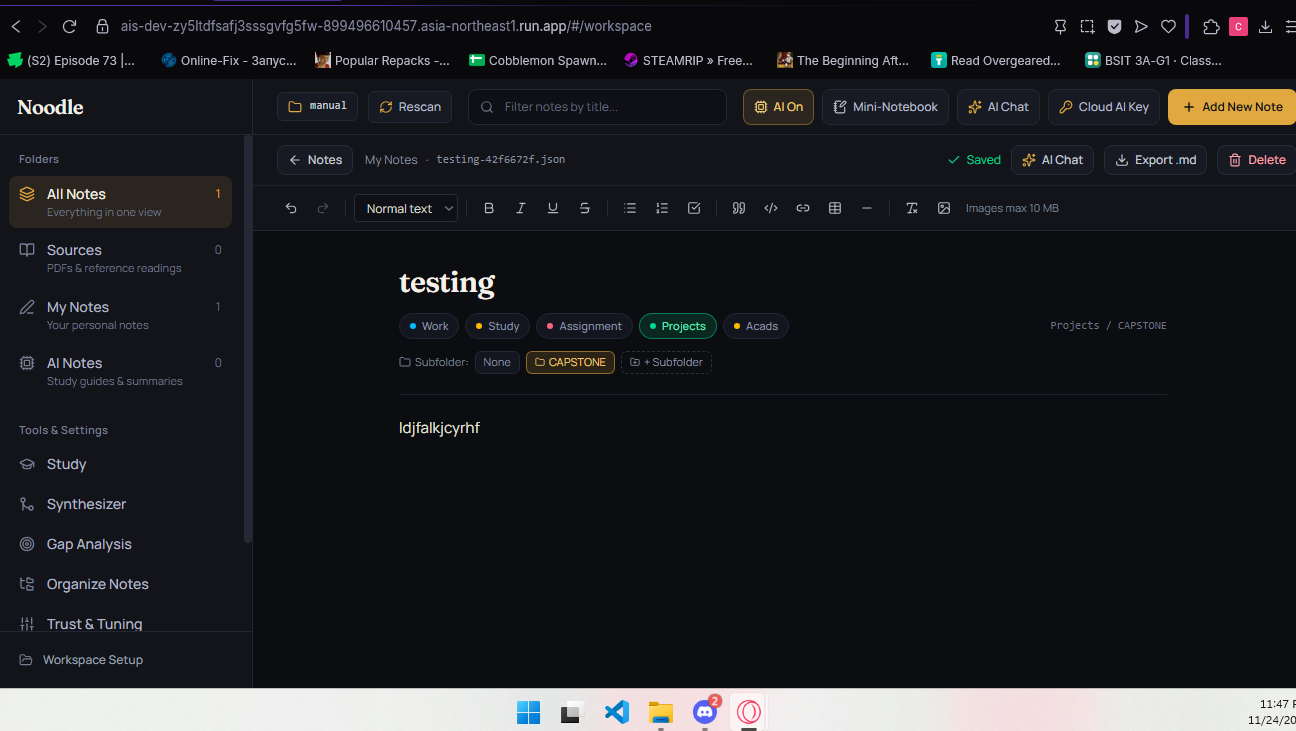 ais-dev-zy5ltdfsafj3sssgvfg5fw-899496610457.asia-northeast1.run.app/#/workspace
C
(S2) Episode 73 |... Online-Fix - Запус... Popular Repacks -... Cobblemon Spawn... STEAMRIP » Free... The Beginning Aft... Read Overgeared... BSIT 3A-G1 · Class...
Noodle
manual Rescan Filter notes by title... AI On Mini-Notebook AI Chat Cloud AI Key + Add New Note
Notes My Notes · testing-42f6672f.json Saved AI Chat Export .md Delete
Normal text B I U S Images max 10 MB
Folders
All Notes 1
Everything in one view
Sources 0
PDFs & reference readings
My Notes 1
Your personal notes
AI Notes 0
Study guides & summaries
Tools & Settings
Study
Synthesizer
Gap Analysis
Organize Notes
Trust & Tuning
Workspace Setup
testing
Work Study Assignment Projects Acads Projects / CAPSTONE
Subfolder: None CAPSTONE + Subfolder
ldjfalkjcyrhf
2
11:47
11/24/20